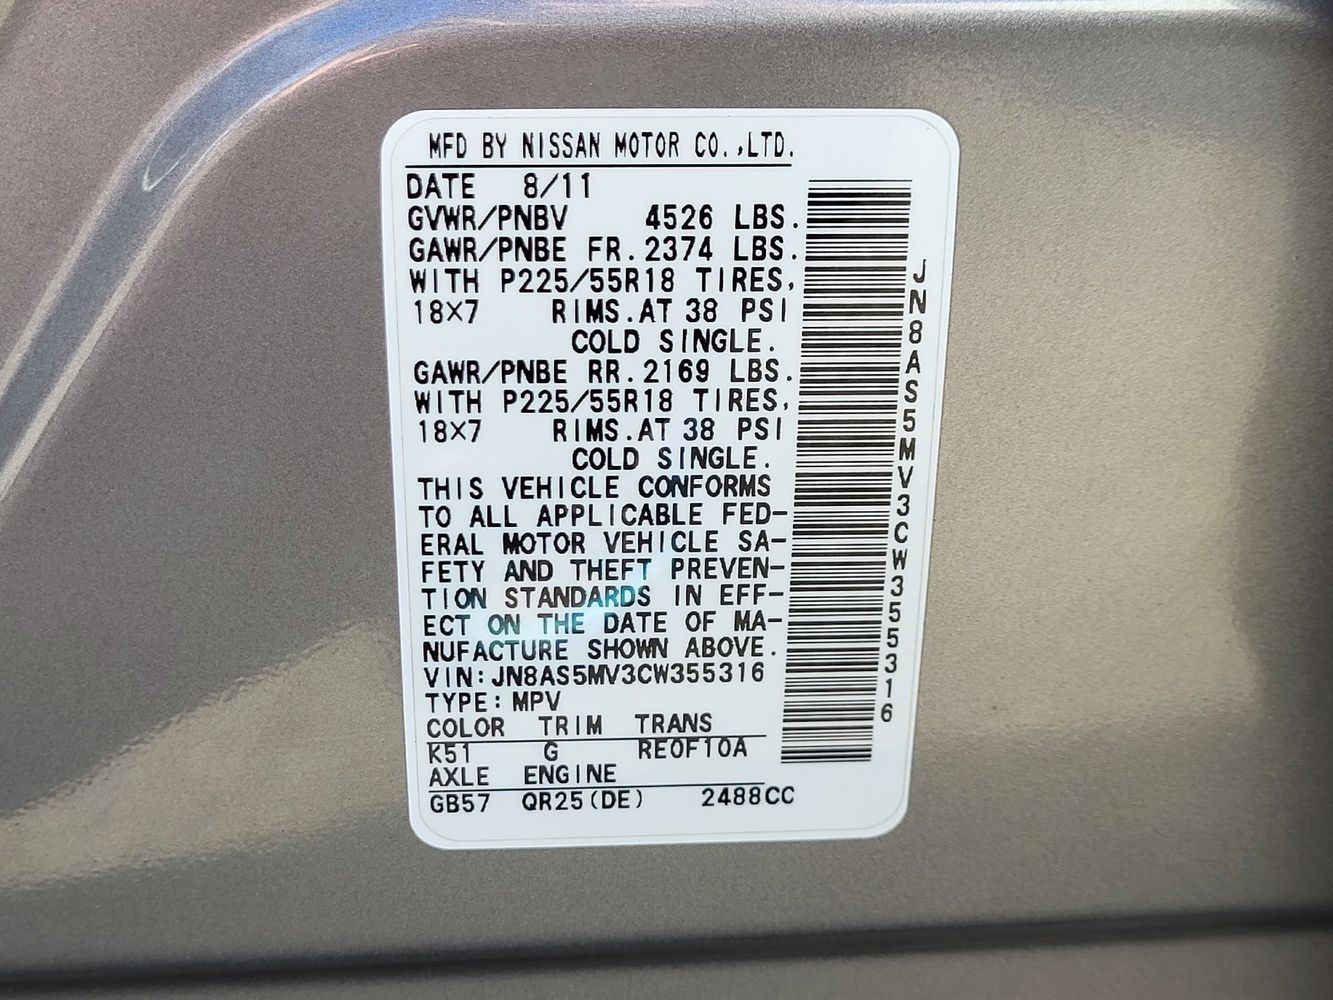 MFD BY NISSAN MOTOR CO.,LTD.
DATE 8/11
GVWR/PNBV 4526 LBS.
GAWR/PNBE FR.2374 LBS.
WITH P225/55R18 TIRES,
18×7 RIMS.AT 38 PSI
COLD SINGLE.
GAWR/PNBE RR.2169 LBS.
WITH P225/55R18 TIRES,
18×7 RIMS.AT 38 PSI
COLD SINGLE.
THIS VEHICLE CONFORMS
TO ALL APPLICABLE FED-
ERAL MOTOR VEHICLE SA-
FETY AND THEFT PREVEN-
TION STANDARDS IN EFF-
ECT ON THE DATE OF MA-
NUFACTURE SHOWN ABOVE.
VIN:JN8AS5MV3CW355316
TYPE:MPV
COLOR TRIM TRANS
K51 G RE0F10A
AXLE ENGINE
GB57 QR25(DE) 2488CC
JN8AS5MV3CW355316